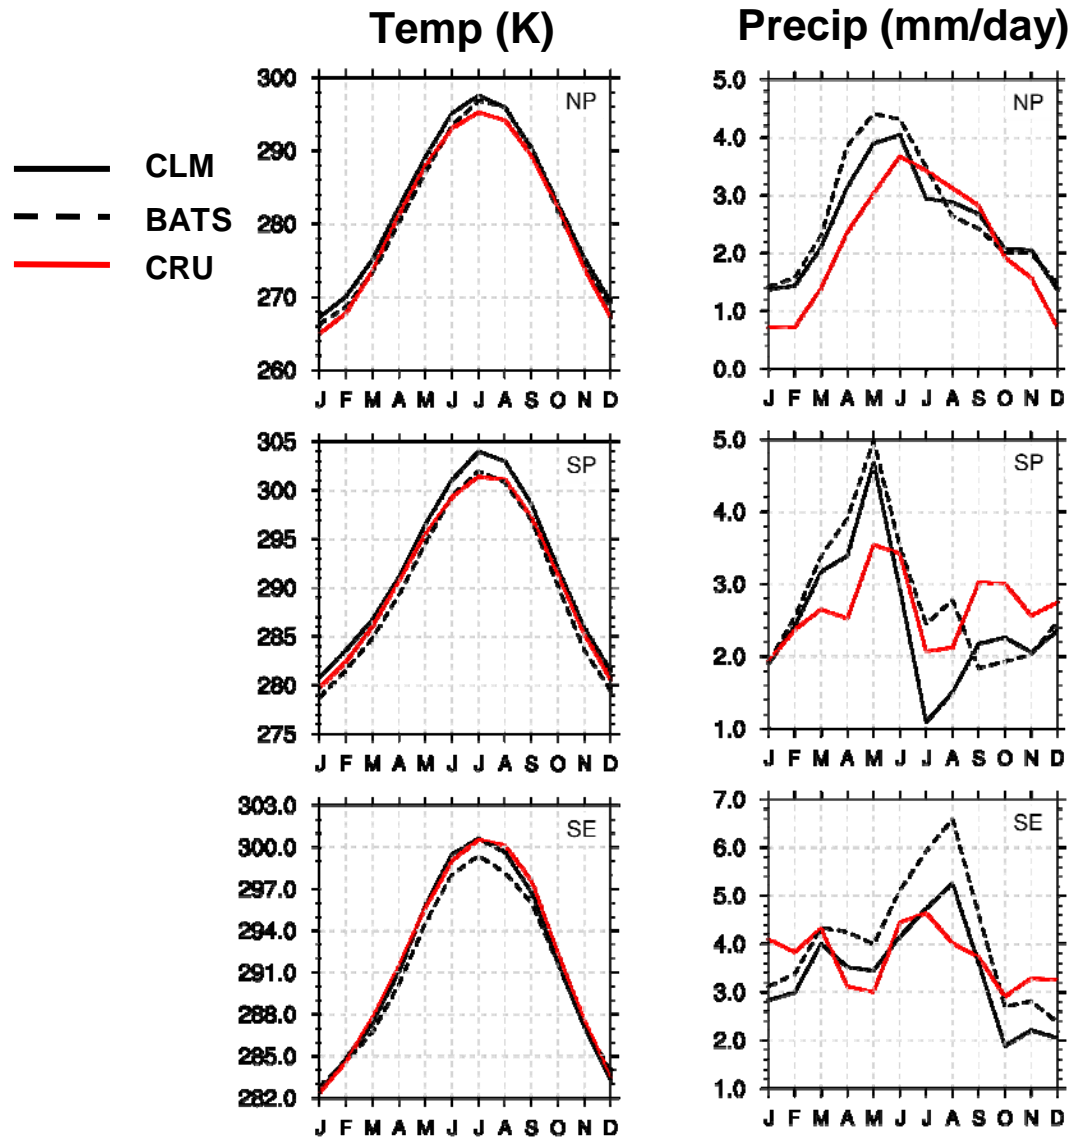 Temp (K)
Precip (mm/day)
CLM
BATS
CRU
NP
300
290
280
270
260
J F M A M J J A S O N D
NP
5.0
4.0
3.0
2.0
1.0
0.0
J F M A M J J A S O N D
SP
305
300
295
290
285
280
275
J F M A M J J A S O N D
SP
5.0
4.0
3.0
2.0
1.0
J F M A M J J A S O N D
SE
303.0
300.0
297.0
294.0
291.0
288.0
285.0
282.0
J F M A M J J A S O N D
SE
7.0
6.0
5.0
4.0
3.0
2.0
1.0
J F M A M J J A S O N D